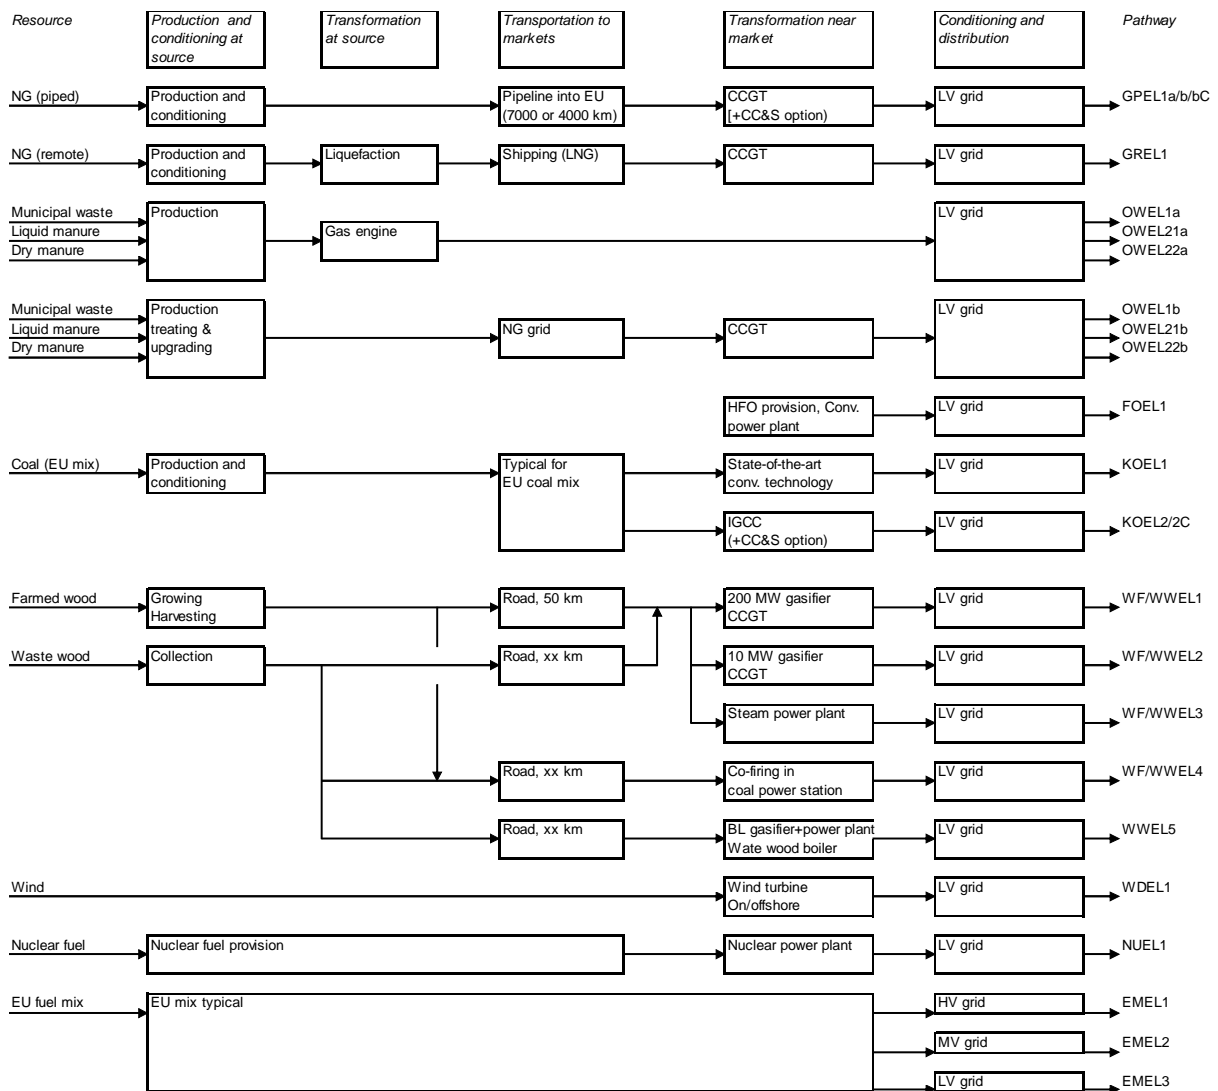 Resource
Production and
conditioning at
source
Transformation
at source
Transportation to
markets
Transformation near
market
Conditioning and
distribution
Pathway
NG (piped)
Production and
conditioning
Pipeline into EU
(7000 or 4000 km)
CCGT
[+CC&S option)
LV grid
GPEL1a/b/bC
NG (remote)
Production and
conditioning
Liquefaction
Shipping (LNG)
CCGT
LV grid
GREL1
Municipal waste
Liquid manure
Dry manure
Production
Gas engine
LV grid
OWEL1a
OWEL21a
OWEL22a
Municipal waste
Liquid manure
Dry manure
Production
treating &
upgrading
NG grid
CCGT
LV grid
OWEL1b
OWEL21b
OWEL22b
HFO provision, Conv.
power plant
LV grid
FOEL1
Coal (EU mix)
Production and
conditioning
Typical for
EU coal mix
State-of-the-art
conv. technology
LV grid
KOEL1
IGCC
(+CC&S option)
LV grid
KOEL2/2C
Farmed wood
Growing
Harvesting
Road, 50 km
200 MW gasifier
CCGT
LV grid
WF/WWEL1
Waste wood
Collection
Road, xx km
10 MW gasifier
CCGT
LV grid
WF/WWEL2
Steam power plant
LV grid
WF/WWEL3
Road, xx km
Co-firing in
coal power station
LV grid
WF/WWEL4
Road, xx km
BL gasifier+power plant
Wate wood boiler
LV grid
WWEL5
Wind
Wind turbine
On/offshore
LV grid
WDEL1
Nuclear fuel
Nuclear fuel provision
Nuclear power plant
LV grid
NUEL1
EU fuel mix
EU mix typical
HV grid
EMEL1
MV grid
EMEL2
LV grid
EMEL3